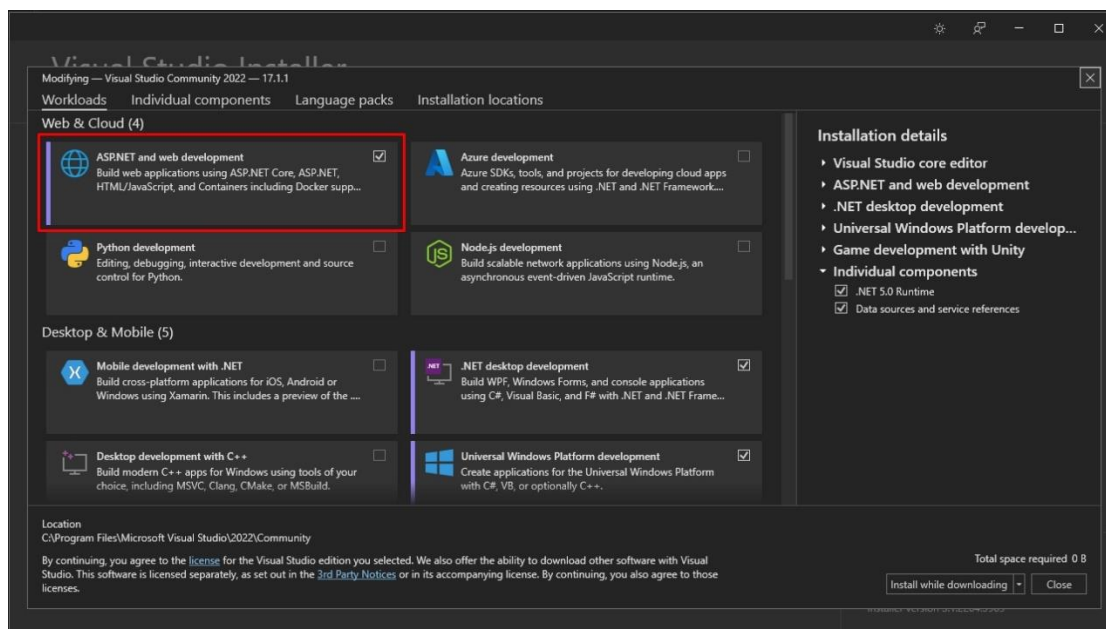 Visual Studio Installer
Modifying — Visual Studio Community 2022 — 17.1.1
Workloads Individual components Language packs Installation locations
Web & Cloud (4)
ASP.NET and web development
Build web applications using ASP.NET Core, ASP.NET,
HTML/JavaScript, and Containers including Docker supp...
Azure development
Azure SDKs, tools, and projects for developing cloud apps
and creating resources using .NET and .NET Framework....
Python development
Editing, debugging, interactive development and source
control for Python.
JS
Node.js development
Build scalable network applications using Node.js, an
asynchronous event-driven JavaScript runtime.
Desktop & Mobile (5)
Mobile development with .NET
Build cross-platform applications for iOS, Android or
Windows using Xamarin. This includes a preview of the ....
.NET
.NET desktop development
Build WPF, Windows Forms, and console applications
using C#, Visual Basic, and F# with .NET and .NET Frame...
Desktop development with C++
Build modern C++ apps for Windows using tools of your
choice, including MSVC, Clang, CMake, or MSBuild.
Universal Windows Platform development
Create applications for the Universal Windows Platform
with C#, VB, or optionally C++.
Installation details
Visual Studio core editor
ASP.NET and web development
.NET desktop development
Universal Windows Platform develop...
Game development with Unity
Individual components
.NET 5.0 Runtime
Data sources and service references
Location
C:\Program Files\Microsoft Visual Studio\2022\Community
By continuing, you agree to the license for the Visual Studio edition you selected. We also offer the ability to download other software with Visual
Studio. This software is licensed separately, as set out in the 3rd Party Notices or in its accompanying license. By continuing, you also agree to those
licenses.
Total space required 0 B
Install while downloading Close